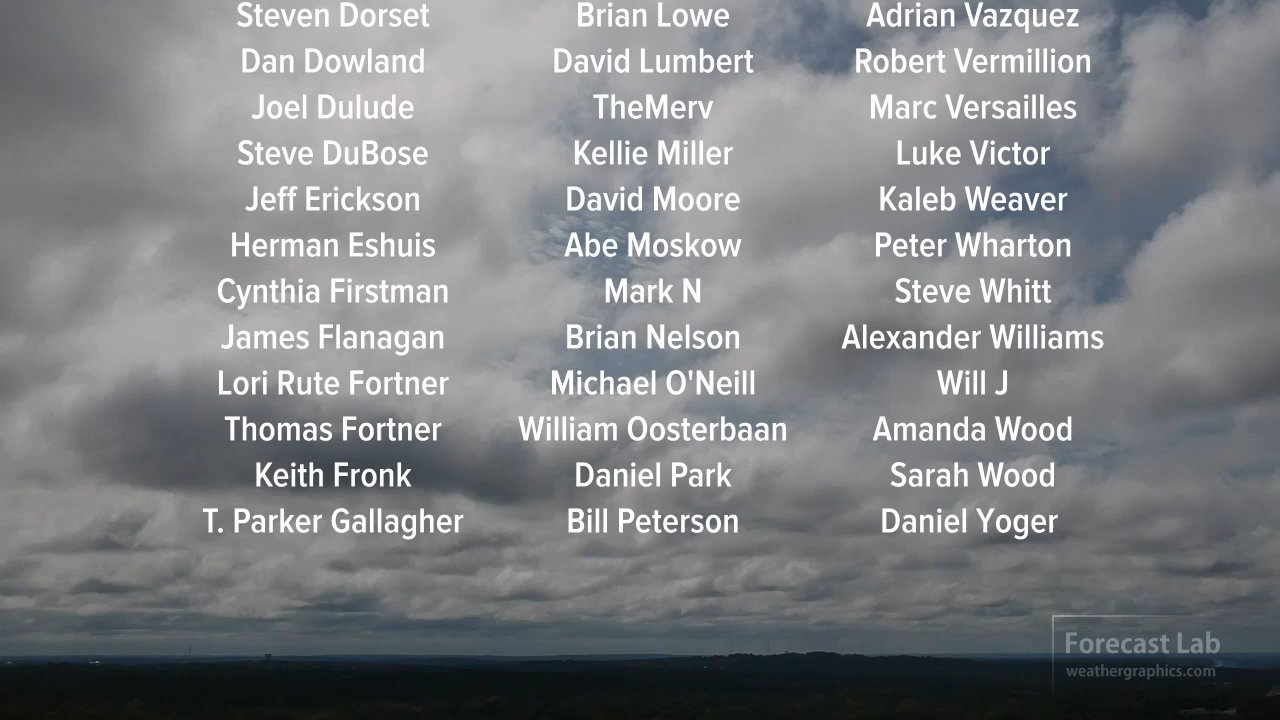 Steven Dorset
Dan Dowland
Joel Dulude
Steve DuBose
Jeff Erickson
Herman Eshuis
Cynthia Firstman
James Flanagan
Lori Rute Fortner
Thomas Fortner
Keith Fronk
T. Parker Gallagher
Brian Lowe
David Lumbert
TheMerv
Kellie Miller
David Moore
Abe Moskow
Mark N
Brian Nelson
Michael O'Neill
William Oosterbaan
Daniel Park
Bill Peterson
Adrian Vazquez
Robert Vermillion
Marc Versailles
Luke Victor
Kaleb Weaver
Peter Wharton
Steve Whitt
Alexander Williams
Will J
Amanda Wood
Sarah Wood
Daniel Yoger
Forecast Lab
weathergraphics.com